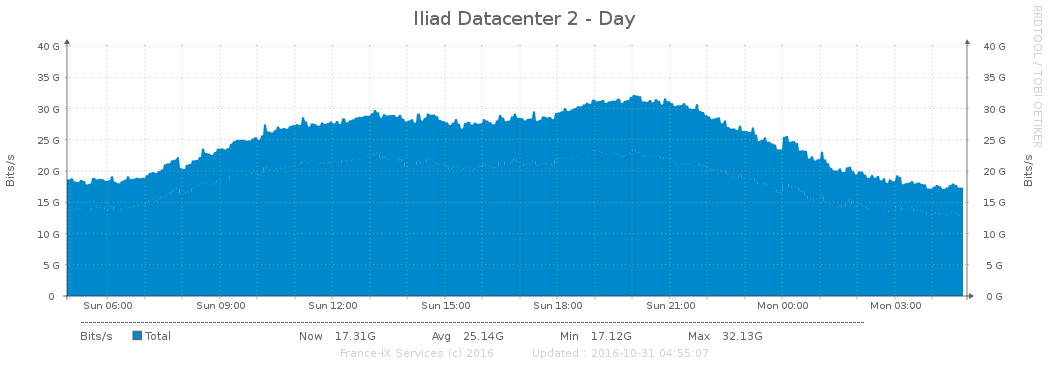 Iliad Datacenter 2 - Day
RRDTOOL / TOBI OETIKER
Bits/s
40 G
35 G
30 G
25 G
20 G
15 G
10 G
5 G
0
40 G
35 G
30 G
25 G
20 G
15 G
10 G
5 G
0 G
Bits/s
Sun 06:00 Sun 09:00 Sun 12:00 Sun 15:00 Sun 18:00 Sun 21:00 Mon 00:00 Mon 03:00
Bits/s Total Now 17.31G Avg 25.14G Min 17.12G Max 32.13G
France-IX Services (c) 2016 Updated : 2016-10-31 04:55:07